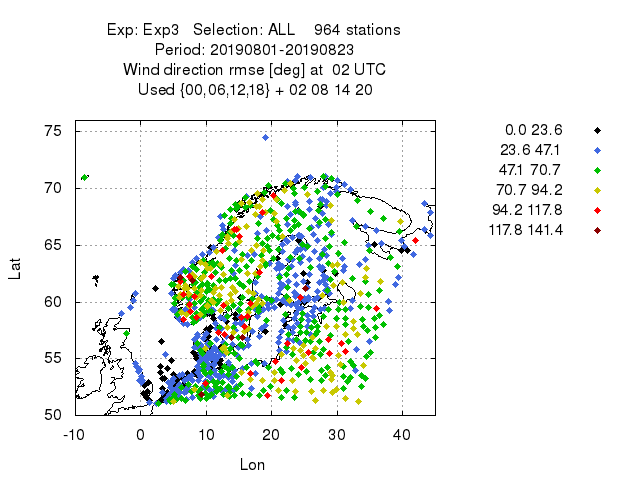 Exp: Exp3 Selection: ALL 964 stations
Period: 20190801-20190823
Wind direction rmse [deg] at 02 UTC
Used {00,06,12,18} + 02 08 14 20
0.0 23.6
23.6 47.1
47.1 70.7
70.7 94.2
94.2 117.8
117.8 141.4
75
70
65
60
55
50
Lat
-10 0 10 20 30 40
Lon